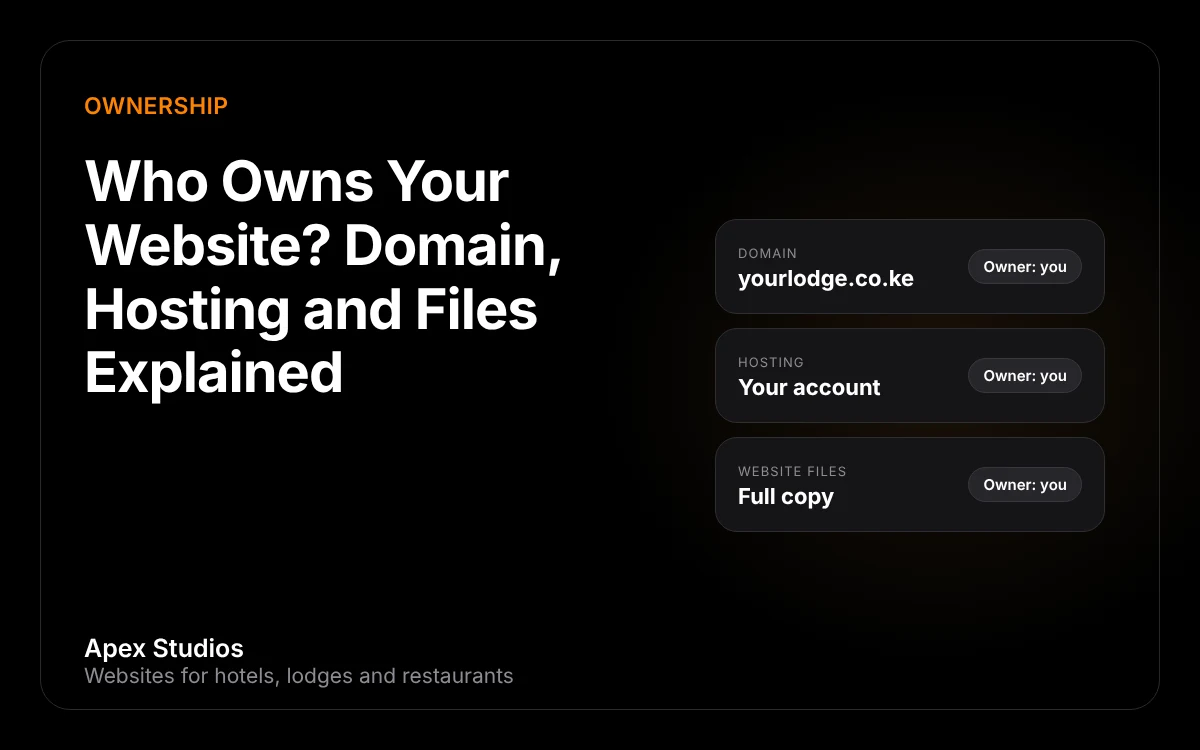 OWNERSHIP
Who Owns Your
Website? Domain,
Hosting and Files
Explained
DOMAIN
yourlodge.co.ke
Owner: you
HOSTING
Your account
Owner: you
WEBSITE FILES
Full copy
Owner: you
Apex Studios
Websites for hotels, lodges and restaurants